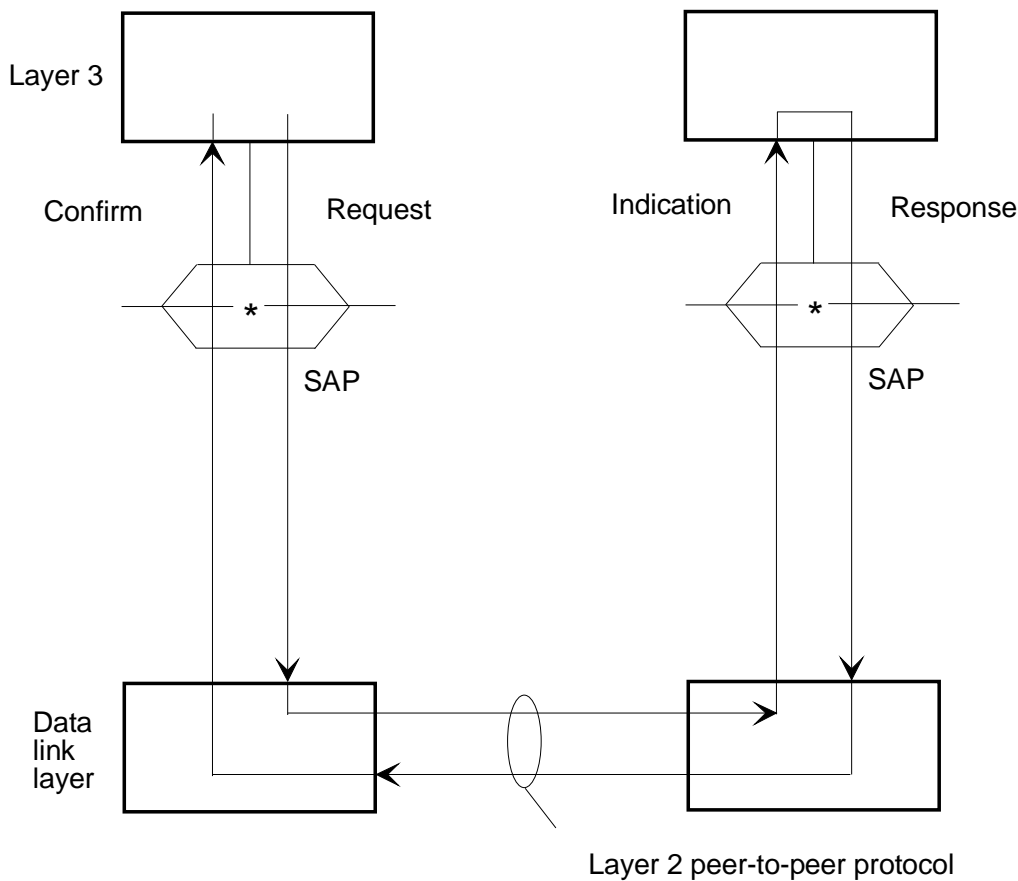 Layer 3
Confirm
Request
Indication
Response
*
*
SAP
SAP
Data
link
layer
Layer 2 peer-to-peer protocol